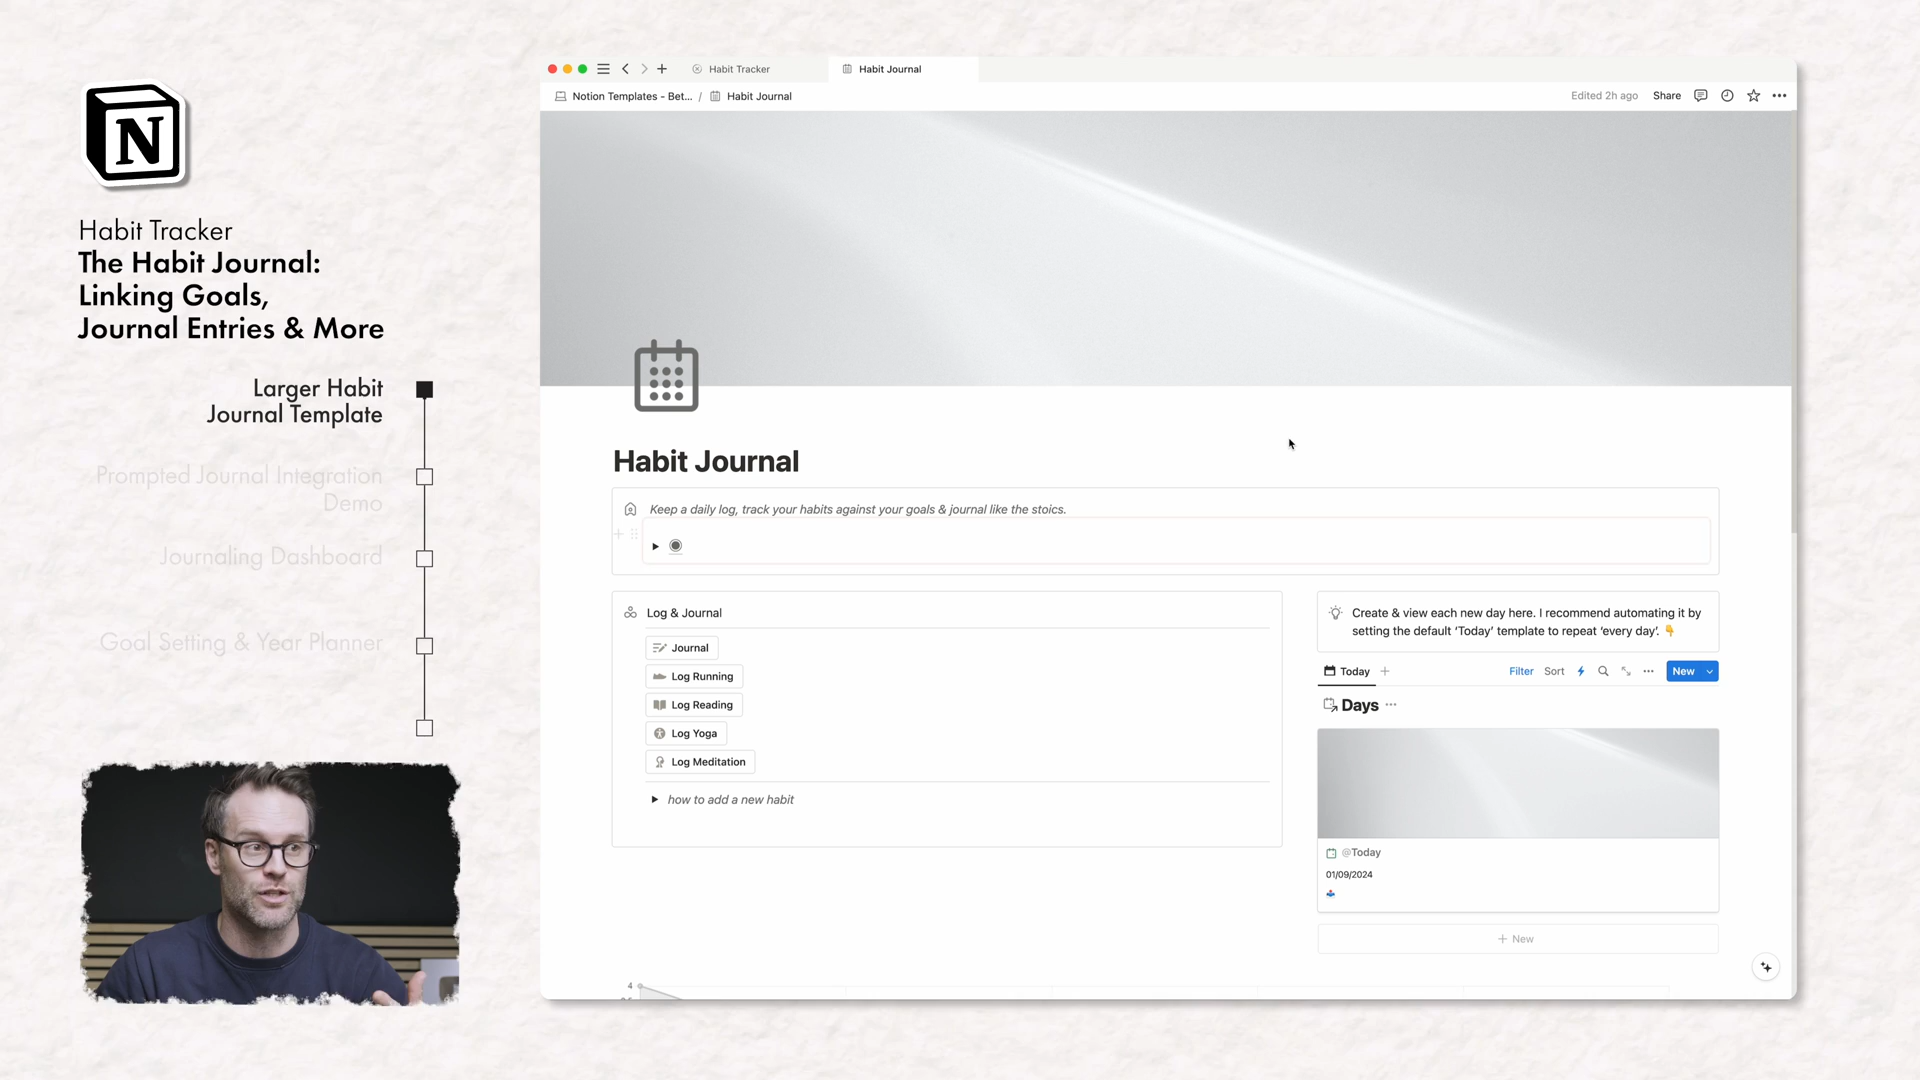 N
Habit Tracker
The Habit Journal:
Linking Goals,
Journal Entries & More
Larger Habit
Journal Template
Prompted Journal Integration
Demo
Journaling Dashboard
Goal Setting & Year Planner
Habit Tracker
Habit Journal
Notion Templates - Bet... / Habit Journal
Edited 2h ago
Share
Habit Journal
Keep a daily log, track your habits against your goals & journal like the stoics.
Log & Journal
Journal
Log Running
Log Reading
Log Yoga
Log Meditation
how to add a new habit
Create & view each new day here. I recommend automating it by
setting the default ‘Today’ template to repeat ‘every day’. 👇
Today
Filter
Sort
New
Days
@Today
01/09/2024
+ New
4